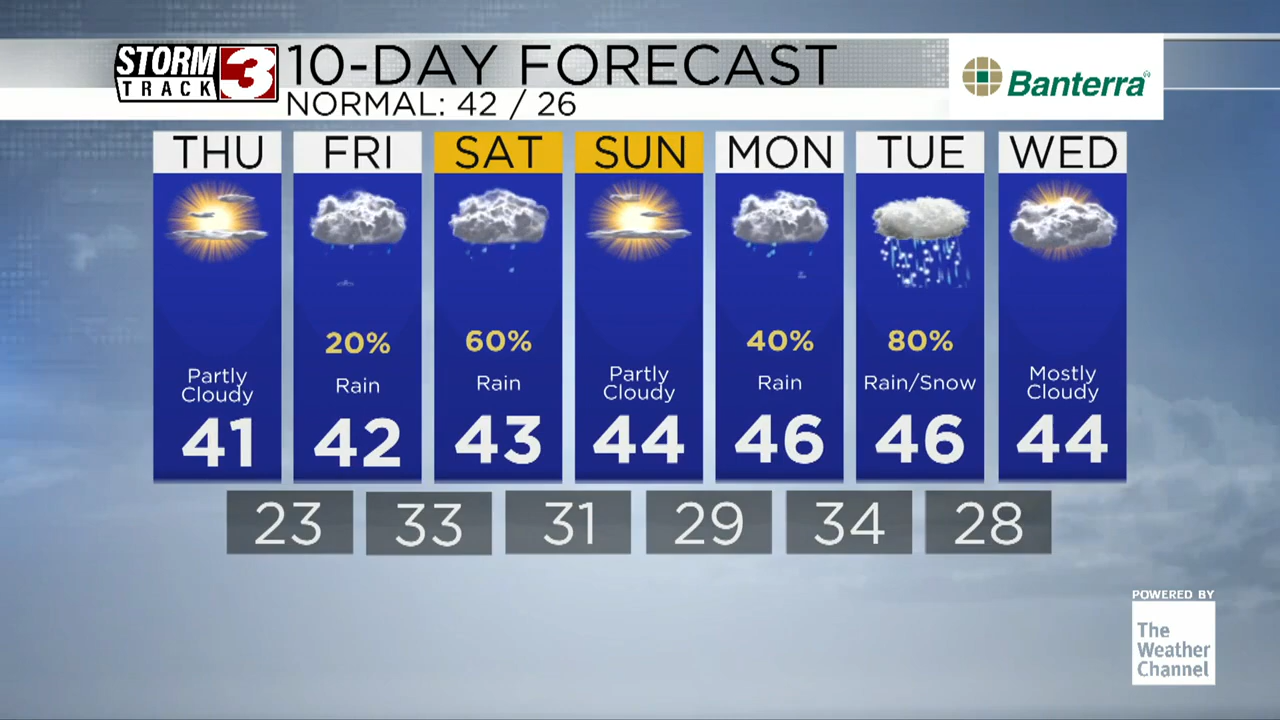 STORM
TRACK 3
10-DAY FORECAST
NORMAL: 42 / 26
Banterra®
THU FRI SAT SUN MON TUE WED
20% 60% 40% 80%
Partly Cloudy
Rain
Rain
Partly Cloudy
Rain
Rain/Snow
Mostly Cloudy
41 42 43 44 46 46 44
23 33 31 29 34 28
POWERED BY
The
Weather
Channel